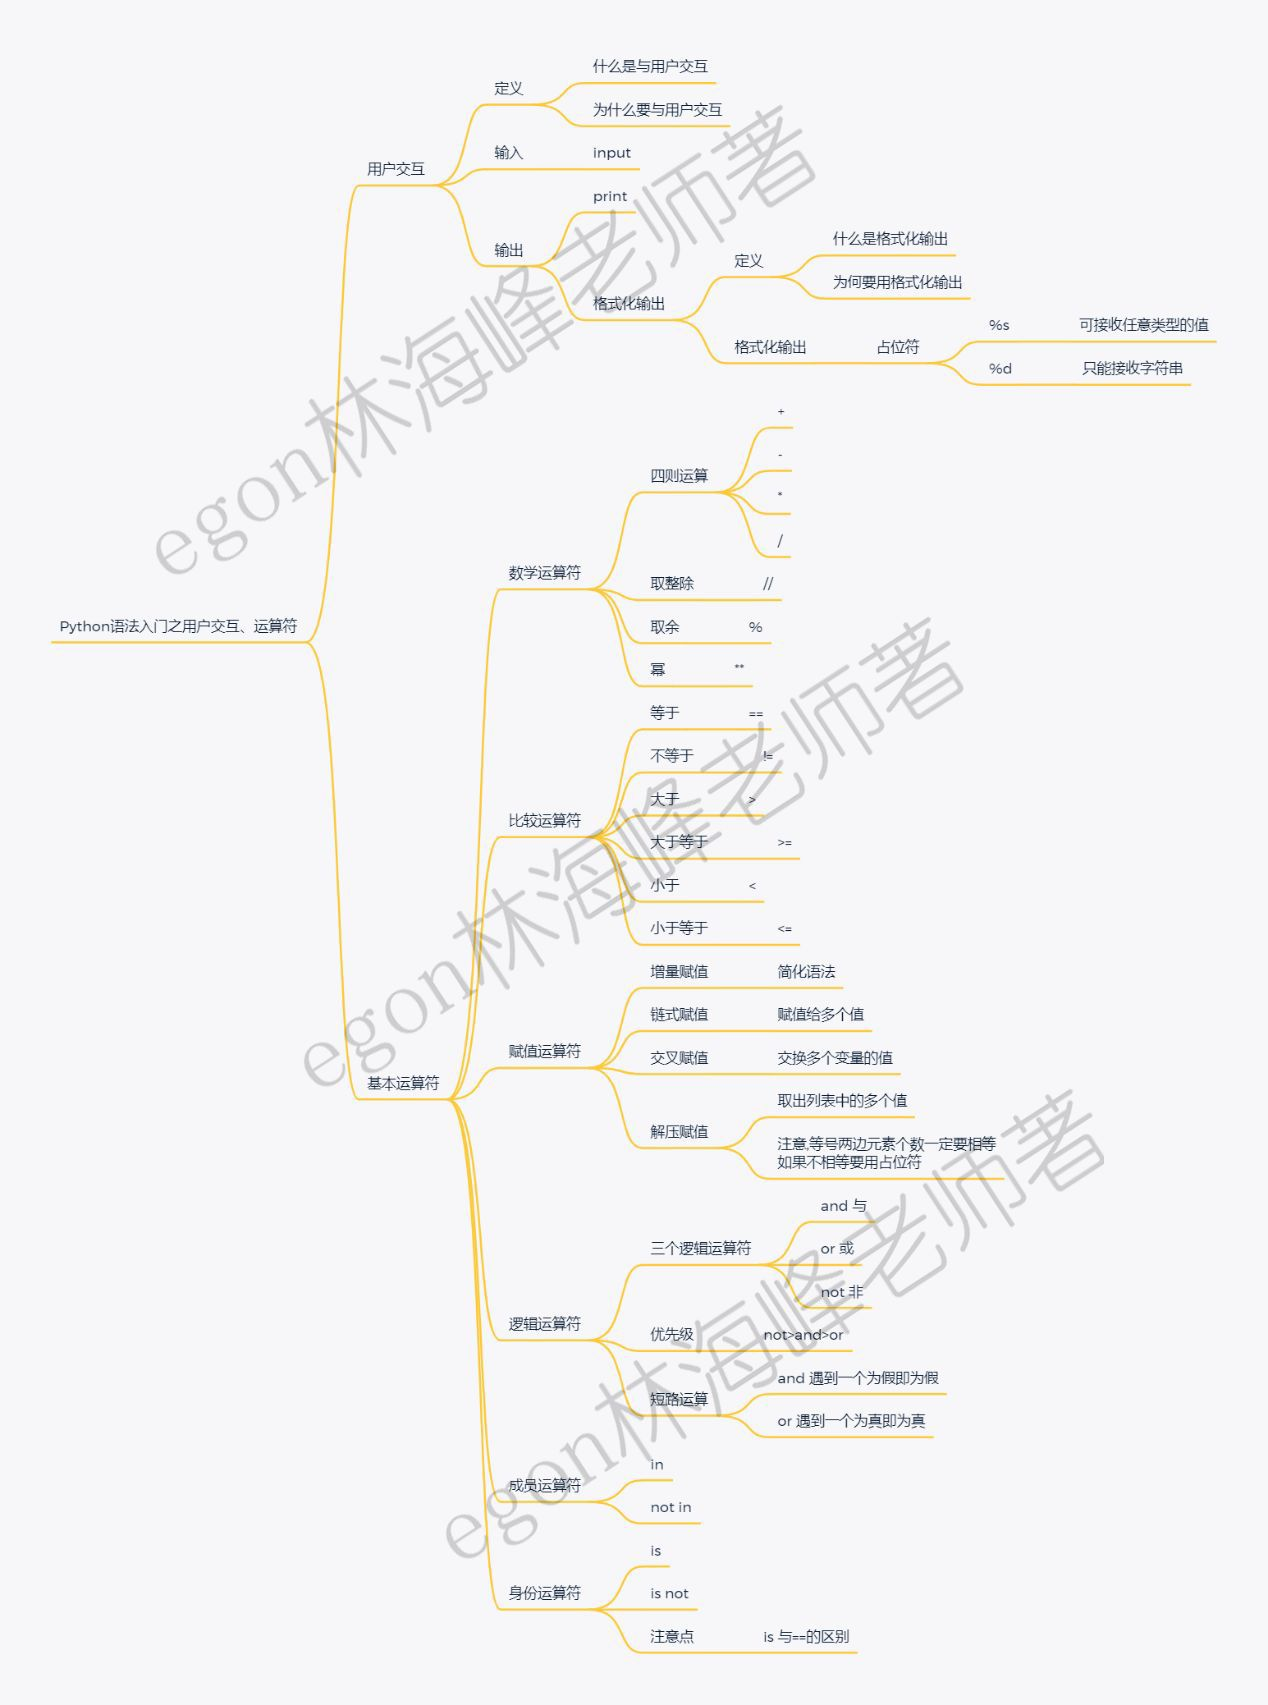 Python语法入门之用户交互、运算符
用户交互
定义
什么是与用户交互
为什么要与用户交互
输入
input
输出
print
格式化输出
定义
什么是格式化输出
为何要用格式化输出
格式化输出
占位符
%s
可接收任意类型的值
%d
只能接收字符串
基本运算符
数学运算符
四则运算
+
-
*
/
取整除
//
取余
%
幂
**
比较运算符
等于
==
不等于
!=
大于
>
大于等于
>=
小于
<
小于等于
<=
赋值运算符
增量赋值
简化语法
链式赋值
赋值给多个值
交叉赋值
交换多个变量的值
解压赋值
取出列表中的多个值
注意,等号两边元素个数一定要相等
如果不相等要用占位符
逻辑运算符
三个逻辑运算符
and 与
or 或
not 非
优先级
not>and>or
短路运算
and 遇到一个为假即为假
or 遇到一个为真即为真
成员运算符
in
not in
身份运算符
is
is not
注意点
is 与==的区别
egon林海峰老师著
egon林海峰老师著
egon林海峰老师著